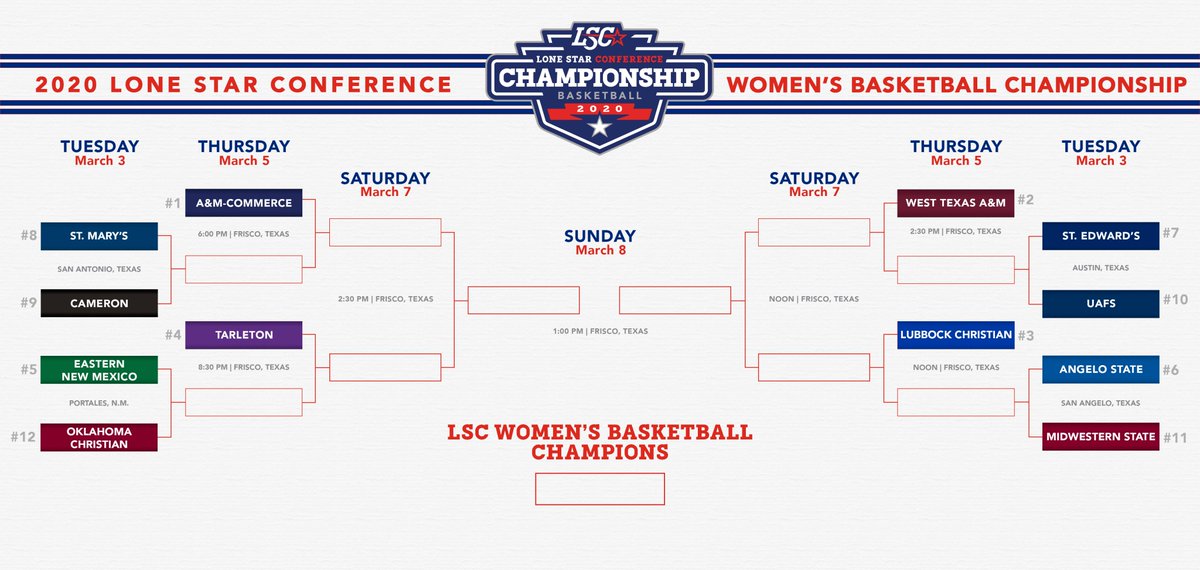 LSC
LONE STAR CONFERENCE
CHAMPIONSHIP
BASKETBALL
2020
2020 LONE STAR CONFERENCE
WOMEN'S BASKETBALL CHAMPIONSHIP
TUESDAY
March 3
THURSDAY
March 5
SATURDAY
March 7
SUNDAY
March 8
SATURDAY
March 7
THURSDAY
March 5
TUESDAY
March 3
#1 A&M-COMMERCE
6:00 PM | FRISCO, TEXAS
#8 ST. MARY'S
SAN ANTONIO, TEXAS
#9 CAMERON
2:30 PM | FRISCO, TEXAS
#4 TARLETON
8:30 PM | FRISCO, TEXAS
#5 EASTERN
NEW MEXICO
PORTALES, N.M.
#12 OKLAHOMA
CHRISTIAN
1:00 PM | FRISCO, TEXAS
WEST TEXAS A&M #2
2:30 PM | FRISCO, TEXAS
ST. EDWARD'S #7
AUSTIN, TEXAS
UAFS #10
NOON | FRISCO, TEXAS
LUBBOCK CHRISTIAN #3
NOON | FRISCO, TEXAS
ANGELO STATE #6
SAN ANGELO, TEXAS
MIDWESTERN STATE #11
LSC WOMEN'S BASKETBALL
CHAMPIONS